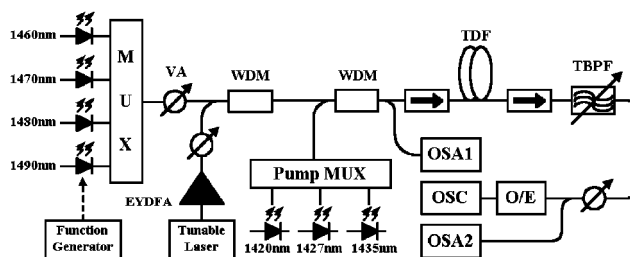 1460nm
1470nm
1480nm
1490nm
M
U
X
VA
WDM
WDM
TDF
TBPF
EYDFA
Pump MUX
OSA1
OSC
O/E
OSA2
Function
Generator
Tunable
Laser
1420nm
1427nm
1435nm